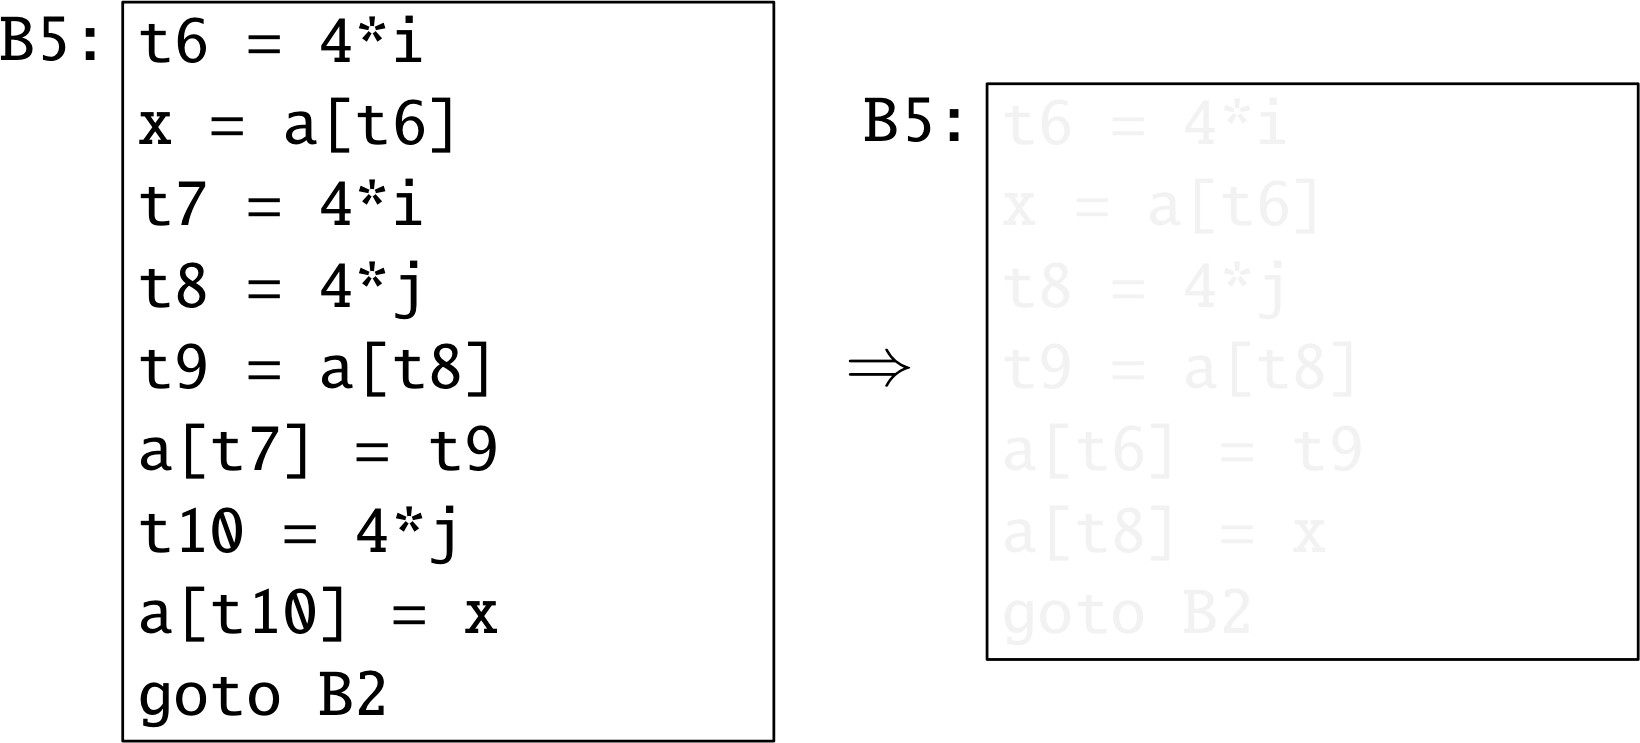 B5: t6 = 4*i
x = a[t6]
t7 = 4*i
t8 = 4*j
t9 = a[t8]
a[t7] = t9
t10 = 4*j
a[t10] = x
goto B2
⇒
B5: t6 = 4*i
x = a[t6]
t8 = 4*j
t9 = a[t8]
a[t6] = t9
a[t8] = x
goto B2